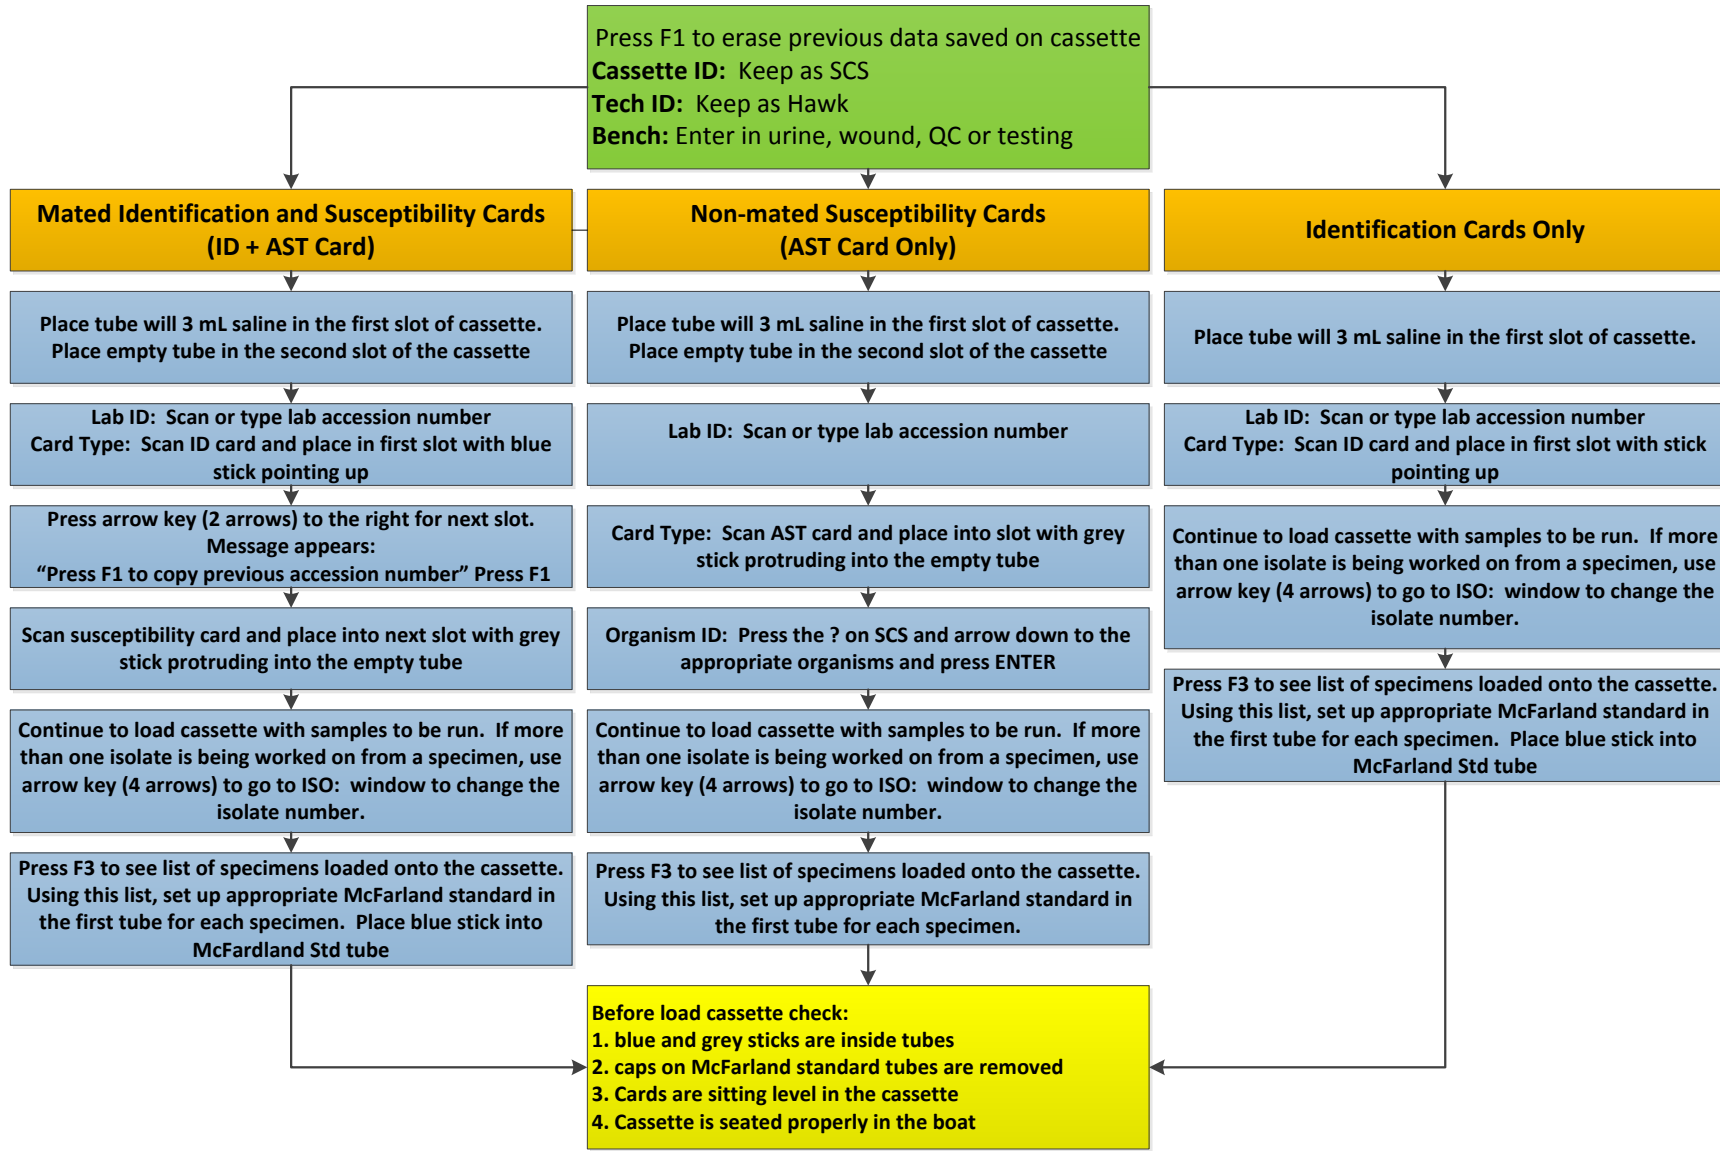 Press F1 to erase previous data saved on cassette
Cassette ID: Keep as SCS
Tech ID: Keep as Hawk
Bench: Enter in urine, wound, QC or testing
Mated Identification and Susceptibility Cards
(ID + AST Card)
Place tube will 3 mL saline in the first slot of cassette.
Place empty tube in the second slot of the cassette
Lab ID: Scan or type lab accession number
Card Type: Scan ID card and place in first slot with blue
stick pointing up
Press arrow key (2 arrows) to the right for next slot.
Message appears:
“Press F1 to copy previous accession number” Press F1
Scan susceptibility card and place into next slot with grey
stick protruding into the empty tube
Continue to load cassette with samples to be run. If more
than one isolate is being worked on from a specimen, use
arrow key (4 arrows) to go to ISO: window to change the
isolate number.
Press F3 to see list of specimens loaded onto the cassette.
Using this list, set up appropriate McFarland standard in
the first tube for each specimen. Place blue stick into
McFardland Std tube
Non-mated Susceptibility Cards
(AST Card Only)
Place tube will 3 mL saline in the first slot of cassette.
Place empty tube in the second slot of the cassette
Lab ID: Scan or type lab accession number
Card Type: Scan AST card and place into slot with grey
stick protruding into the empty tube
Organism ID: Press the ? on SCS and arrow down to the
appropriate organisms and press ENTER
Continue to load cassette with samples to be run. If more
than one isolate is being worked on from a specimen, use
arrow key (4 arrows) to go to ISO: window to change the
isolate number.
Press F3 to see list of specimens loaded onto the cassette.
Using this list, set up appropriate McFarland standard in
the first tube for each specimen.
Identification Cards Only
Place tube will 3 mL saline in the first slot of cassette.
Lab ID: Scan or type lab accession number
Card Type: Scan ID card and place in first slot with stick
pointing up
Continue to load cassette with samples to be run. If more
than one isolate is being worked on from a specimen, use
arrow key (4 arrows) to go to ISO: window to change the
isolate number.
Press F3 to see list of specimens loaded onto the cassette.
Using this list, set up appropriate McFarland standard in
the first tube for each specimen. Place blue stick into
McFarland Std tube
Before load cassette check:
1. blue and grey sticks are inside tubes
2. caps on McFarland standard tubes are removed
3. Cards are sitting level in the cassette
4. Cassette is seated properly in the boat